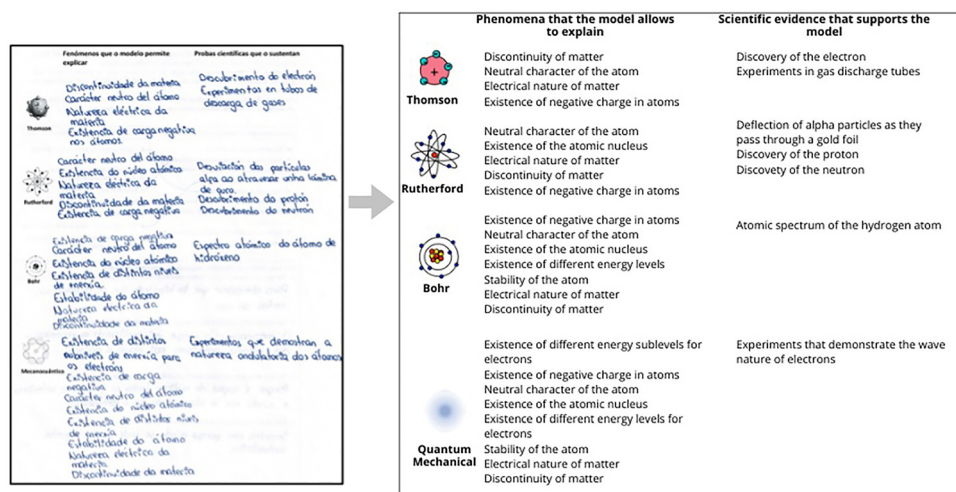 Fenómenos que o modelo permite
explicar
Probas científicas que o sustentan
Discontinuidade da materia
Carácter neutro del átomo
Natureza eléctrica da
materia
Existencia de carga negativa
nos átomos.
Descubrimento do electrón
Experimentos en tubos de
descarga de gases
Thomson
Carácter neutro do átomo
Existencia do núcleo atómico
Natureza eléctrica da
materia
Discontinuidade da materia
Existencia de carga negativa
Desviación das partículas
alpa ao atravesar unha lámina
de ouro.
Descubrimento do protón
Descubrimento do neutrón
Rutherford
Existencia de carga negativa
Carácter neutro do átomo
Existencia do núcleo atómico
Existencia de distintos niveis
de enerxía
Estabilidade do átomo
Natureza eléctrica da
materia
Discontinuidade da materia
Espectro atómico do átomo de
hidróxeno
Bohr
Existencia de distintos
subniveis de enerxía para
os electróns
Existencia de carga
negativa
Carácter neutro do átomo
Existencia do núcleo atómico
Existencia de distintos niveis
de enerxía
Estabilidade do átomo
Natureza eléctrica da
materia
Discontinuidade da materia
Experimentos que demostran a
natureza ondulatoria dos átomos
Mecanocuántico
Phenomena that the model allows
to explain
Scientific evidence that supports the
model
Discontinuity of matter
Neutral character of the atom
Electrical nature of matter
Existence of negative charge in atoms
Discovery of the electron
Experiments in gas discharge tubes
Thomson
Neutral character of the atom
Existence of the atomic nucleus
Electrical nature of matter
Discontinuity of matter
Existence of negative charge in atoms
Deflection of alpha particles as they
pass through a gold foil
Discovery of the proton
Discovety of the neutron
Rutherford
Existence of negative charge in atoms
Neutral character of the atom
Existence of the atomic nucleus
Existence of different energy levels
Stability of the atom
Electrical nature of matter
Discontinuity of matter
Atomic spectrum of the hydrogen atom
Bohr
Existence of different energy sublevels for
electrons
Existence of negative charge in atoms
Neutral character of the atom
Existence of the atomic nucleus
Existence of different energy levels for
electrons
Stability of the atom
Electrical nature of matter
Discontinuity of matter
Experiments that demonstrate the wave
nature of electrons
Quantum
Mechanical